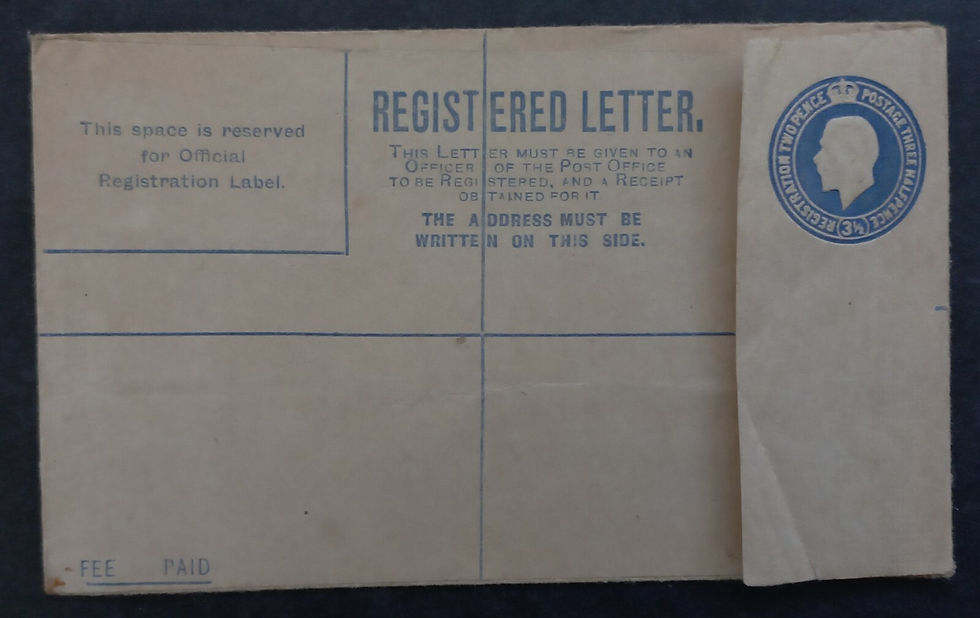 This space is reserved
for Official
Registration Label.
REGISTERED LETTER.
THIS LETTER MUST BE GIVEN TO AN
OFFICER OF THE POST OFFICE
TO BE REGISTERED, AND A RECEIPT
OBTAINED FOR IT.
THE ADDRESS MUST BE
WRITTEN ON THIS SIDE.
REGISTRATION TWO PENCE
POSTAGE THREE HALFPENCE
3½
FEE PAID